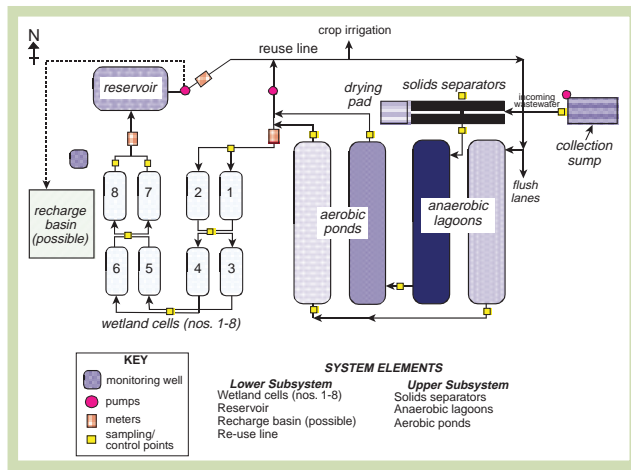 N
crop irrigation
reuse line
reservoir
drying
pad
solids separators
incoming
wastewater
collection
sump
flush
lanes
8
7
2
1
aerobic
ponds
anaerobic
lagoons
recharge
basin
(possible)
6
5
4
3
wetland cells (nos. 1-8)
KEY
monitoring well
pumps
meters
sampling/
control points
SYSTEM ELEMENTS
Lower Subsystem
Wetland cells (nos. 1-8)
Reservoir
Recharge basin (possible)
Re-use line
Upper Subsystem
Solids separators
Anaerobic lagoons
Aerobic ponds